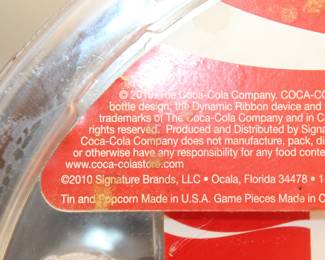 © 2010 The Coca-Cola Company. COCA-CO
bottle design, the Dynamic Ribbon device and
trademarks of The Coca-Cola Company and in C
rights reserved. Produced and Distributed by Signa
Coca-Cola Company does not manufacture, pack, di
or otherwise have any responsibility for any food conte
www.coca-colastore.com
©2010 Signature Brands, LLC • Ocala, Florida 34478 • 1
Tin and Popcorn Made in U.S.A. Game Pieces Made in C